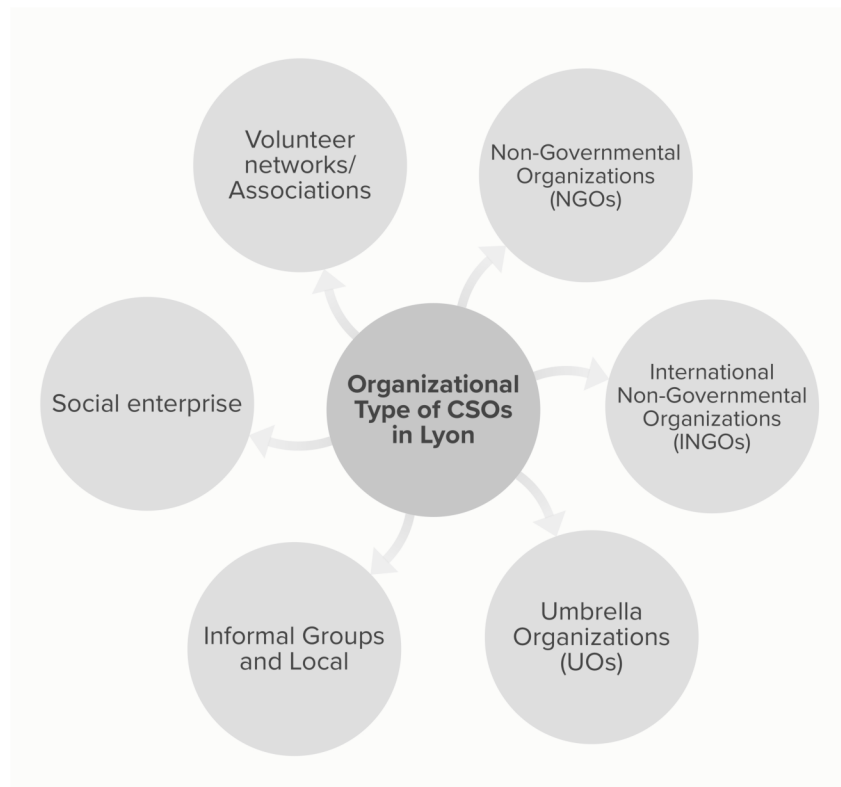 Volunteer
networks/
Associations
Non-Governmental
Organizations
(NGOs)
Organizational
Type of CSOs
in Lyon
International
Non-Governmental
Organizations
(INGOs)
Social enterprise
Informal Groups
and Local
Umbrella
Organizations
(UOs)